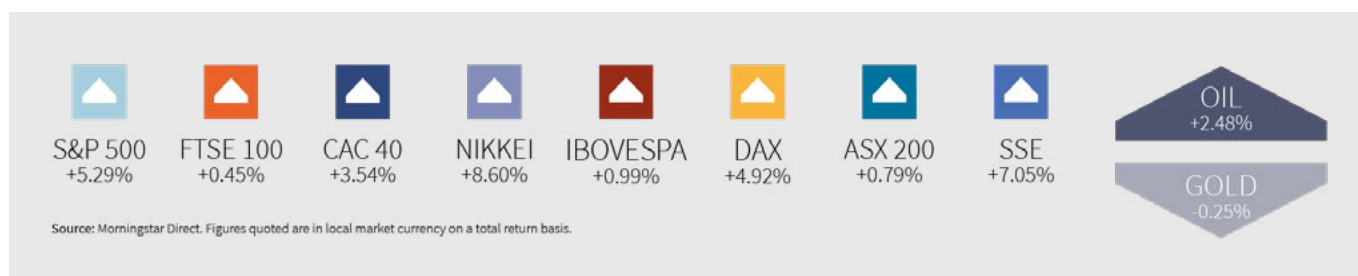 S&P 500
+5.29%
FTSE 100
+0.45%
CAC 40
+3.54%
NIKKEI
+8.60%
IBOVESPA
+0.99%
DAX
+4.92%
ASX 200
+0.79%
SSE
+7.05%
OIL
+2.48%
GOLD
-0.25%
Source: Morningstar Direct. Figures quoted are in local market currency on a total return basis.